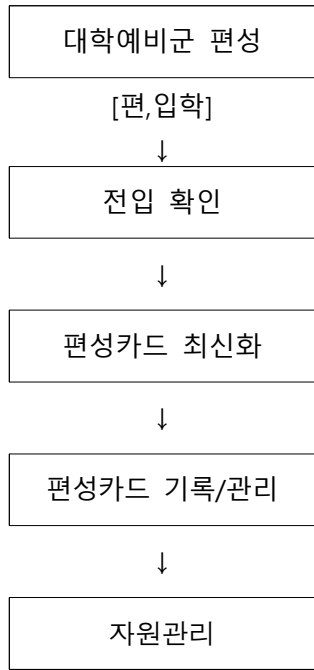 대학예비군 편성
[편,입학]
↓
전입 확인
↓
편성카드 최신화
↓
편성카드 기록/관리
↓
자원관리